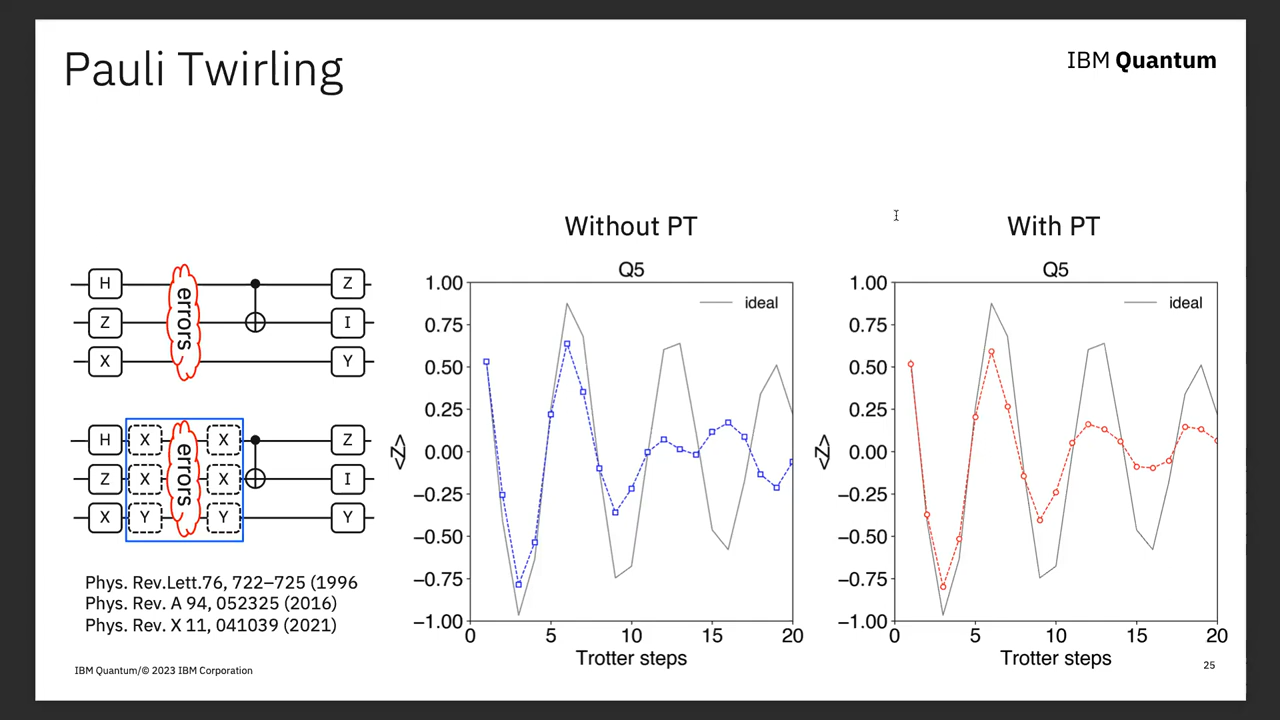 Pauli Twirling
IBM Quantum
Without PT
With PT
H
errors
Z
Z
I
X
Y
H
X
errors
X
Z
Z
X
X
I
X
Y
Y
Y
Phys. Rev.Lett.76, 722–725 (1996
Phys. Rev. A 94, 052325 (2016)
Phys. Rev. X 11, 041039 (2021)
Q5
ideal
1.00
0.75
0.50
0.25
0.00
−0.25
−0.50
−0.75
−1.00
<Z>
0 5 10 15 20
Trotter steps
Q5
ideal
1.00
0.75
0.50
0.25
0.00
−0.25
−0.50
−0.75
−1.00
<Z>
0 5 10 15 20
Trotter steps
IBM Quantum/© 2023 IBM Corporation
25